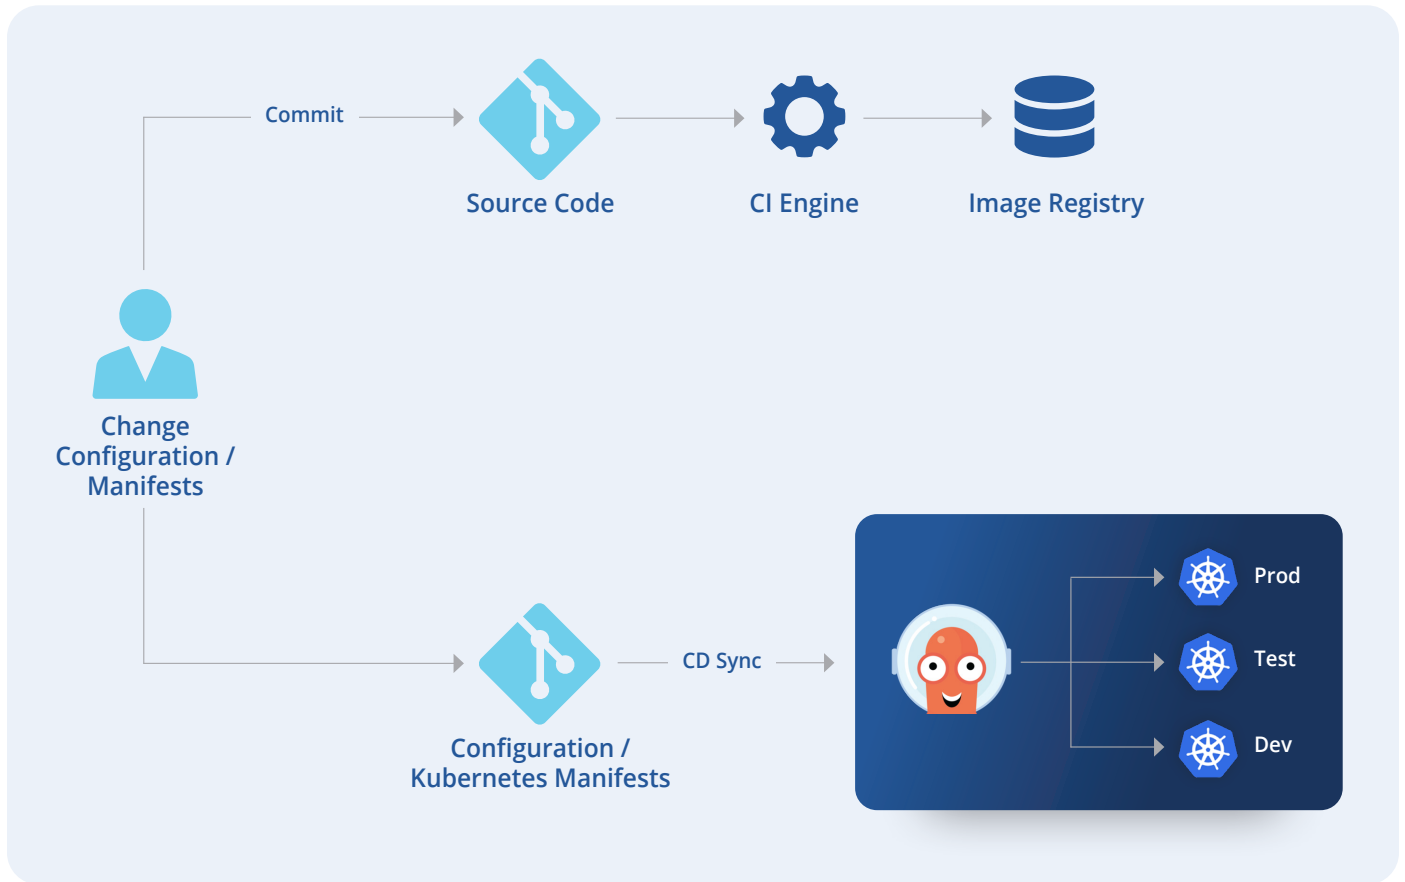 Commit
Source Code
CI Engine
Image Registry
Change
Configuration /
Manifests
Configuration /
Kubernetes Manifests
CD Sync
Prod
Test
Dev